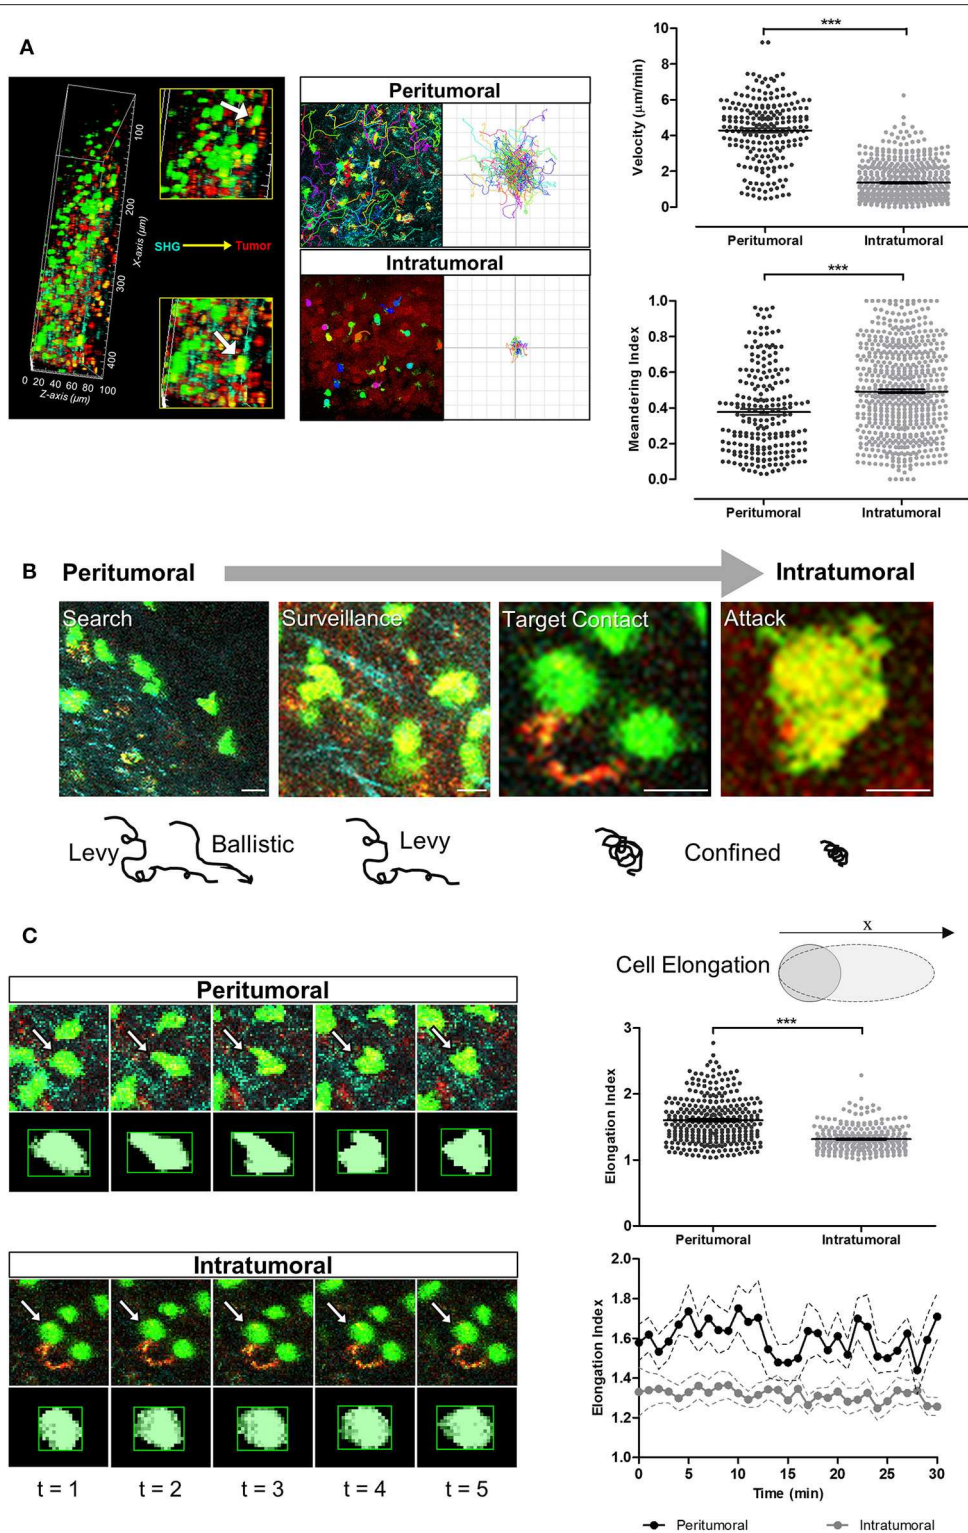 A
SHG
Tumor
100
200
300
400
X-axis (µm)
0 20 40 60 80 100
Z-axis (µm)
Peritumoral
Intratumoral
***
Velocity (µm/min)
10
8
6
4
2
0
Peritumoral Intratumoral
***
Meandering Index
1.0
0.8
0.6
0.4
0.2
0.0
Peritumoral Intratumoral
B
Peritumoral Intratumoral
Search Surveillance Target Contact Attack
Levy Ballistic Levy Confined
C
Peritumoral
Intratumoral
t = 1 t = 2 t = 3 t = 4 t = 5
x
Cell Elongation
***
Elongation Index
3
2
1
0
Peritumoral Intratumoral
Elongation Index
2.0
1.8
1.6
1.4
1.2
1.0
0 5 10 15 20 25 30
Time (min)
Peritumoral Intratumoral